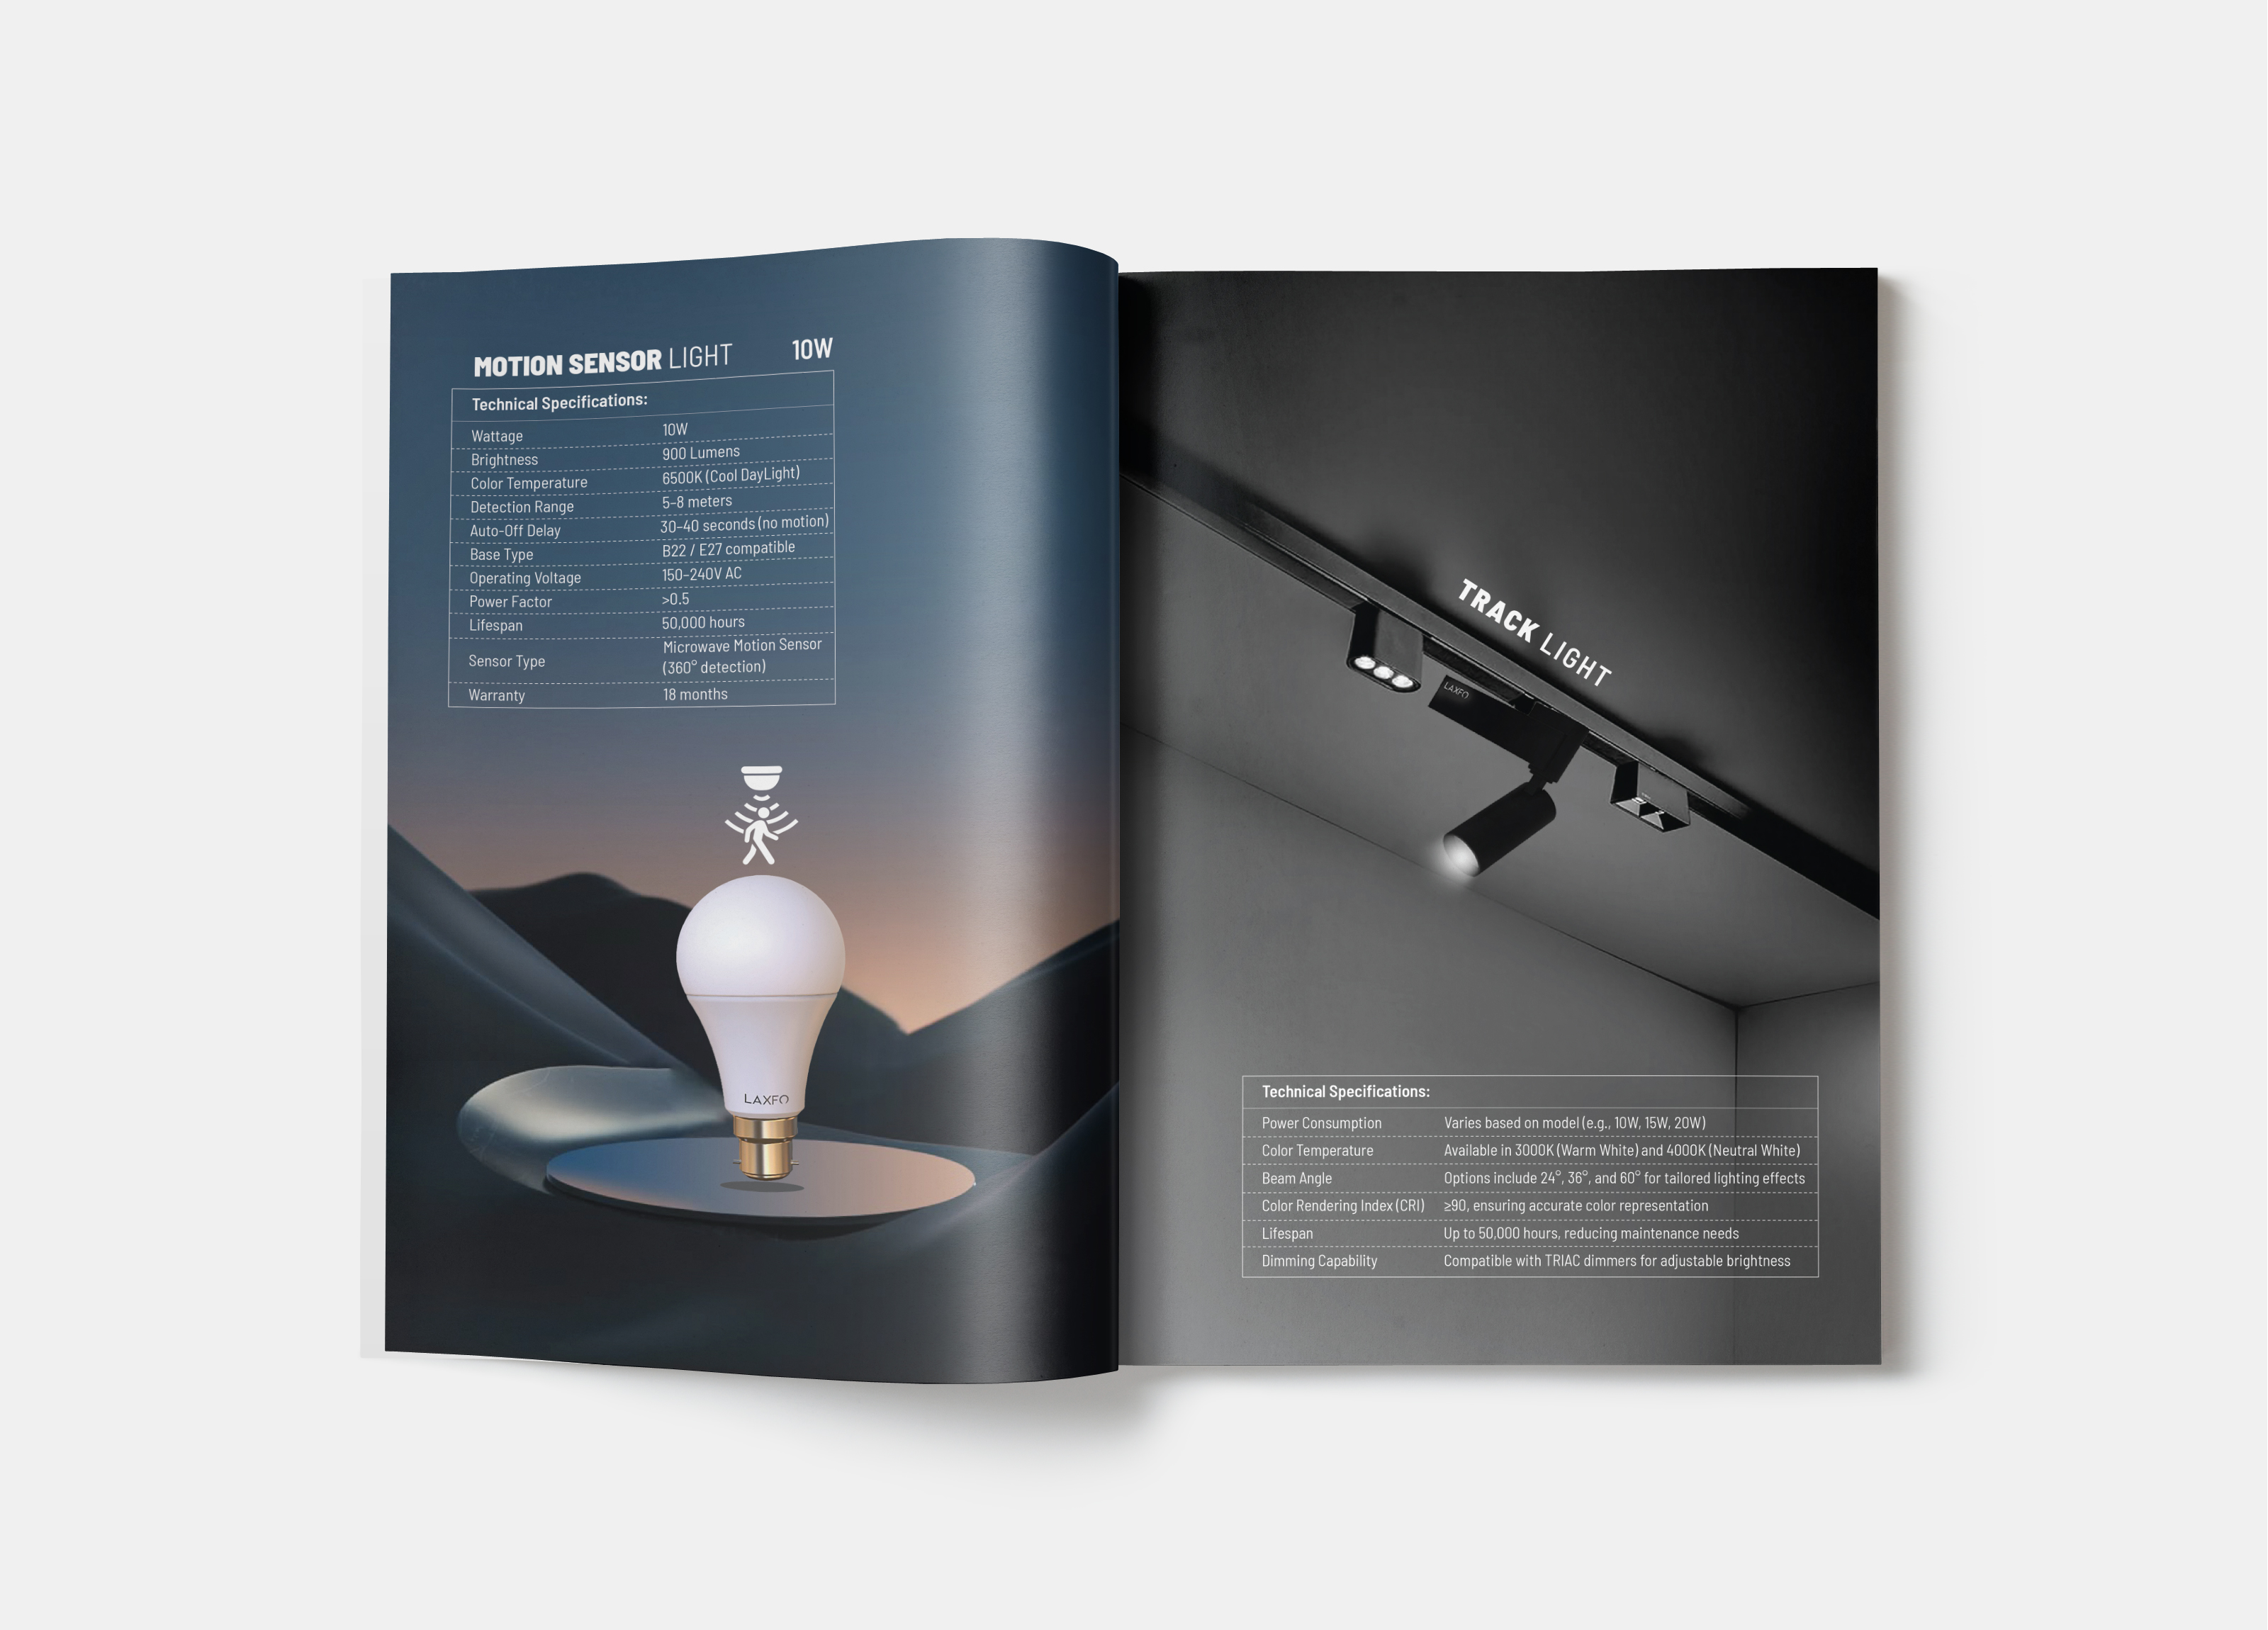 MOTION SENSOR LIGHT 10W
Technical Specifications:
Wattage 10W
Brightness 900 Lumens
Color Temperature 6500K (Cool DayLight)
Detection Range 5–8 meters
Auto-Off Delay 30–40 seconds (no motion)
Base Type B22 / E27 compatible
Operating Voltage 150–240V AC
Power Factor >0.5
Lifespan 50,000 hours
Sensor Type Microwave Motion Sensor
(360° detection)
Warranty 18 months
LAXFO
TRACK LIGHT
LAXFO
Technical Specifications:
Power Consumption Varies based on model (e.g., 10W, 15W, 20W)
Color Temperature Available in 3000K (Warm White) and 4000K (Neutral White)
Beam Angle Options include 24°, 36°, and 60° for tailored lighting effects
Color Rendering Index (CRI) ≥90, ensuring accurate color representation
Lifespan Up to 50,000 hours, reducing maintenance needs
Dimming Capability Compatible with TRIAC dimmers for adjustable brightness